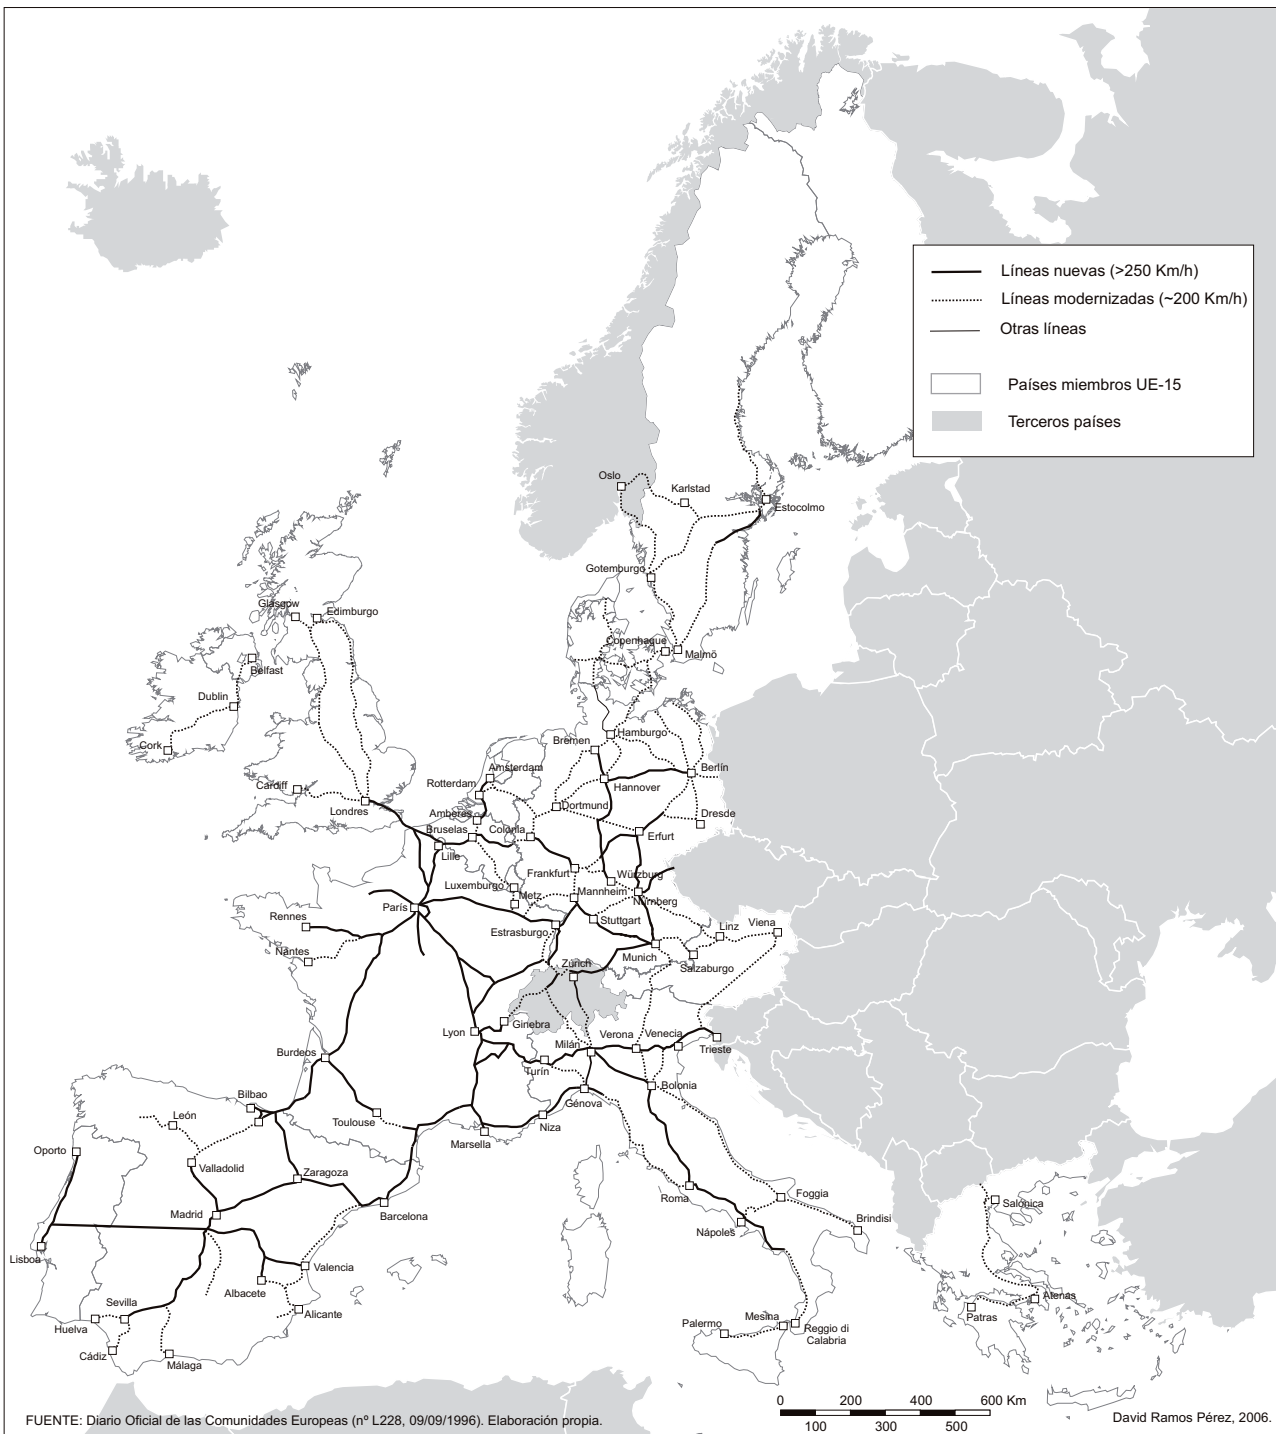 Líneas nuevas (>250 Km/h)
Líneas modernizadas (~200 Km/h)
Otras líneas
Países miembros UE-15
Terceros países
Oslo
Karlstad
Estocolmo
Gotemburgo
Glasgow
Edimburgo
Copenhague
Malmö
Belfast
Dublin
Cork
Hamburgo
Bremen
Amsterdam
Berlín
Rotterdam
Hannover
Cardiff
Londres
Amberes
Dortmund
Dresde
Bruselas
Colonia
Erfurt
Lille
Frankfurt
Würzburg
Luxemburgo
Metz
Mannheim
Nürnberg
París
Rennes
Estrasburgo
Stuttgart
Linz
Viena
Nantes
Munich
Zürich
Salzaburgo
Lyon
Ginebra
Verona
Venecia
Milán
Trieste
Burdeos
Turín
Bolonia
Bilbao
Génova
León
Toulouse
Niza
Marsella
Oporto
Valladolid
Zaragoza
Roma
Foggia
Salónica
Madrid
Barcelona
Nápoles
Brindisi
Lisboa
Valencia
Albacete
Atenas
Sevilla
Alicante
Patras
Huelva
Palermo
Mesina
Reggio di
Calabria
Cádiz
Málaga
0 200 400 600 Km
100 300 500
FUENTE: Diario Oficial de las Comunidades Europeas (nº L228, 09/09/1996). Elaboración propia.
David Ramos Pérez, 2006.